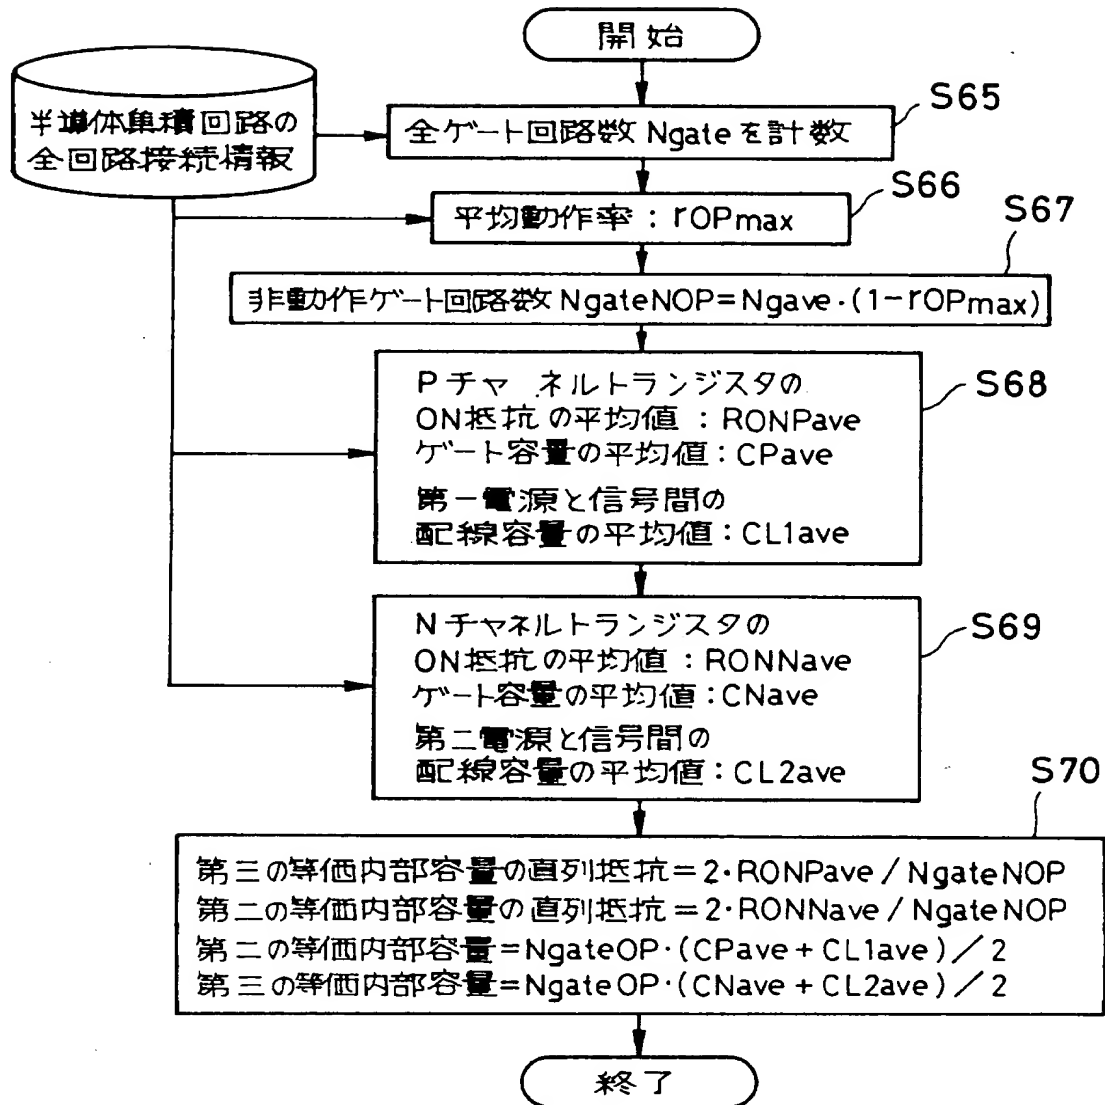 開始
半導体集積回路の
全回路接続情報
S65
全ゲート回路数 Ngateを計数
S66
平均動作率：rOPmax
S67
非動作ゲート回路数 NgateNOP=Ngave·(1-rOPmax)
S68
Pチャネルトランジスタの
ON抵抗の平均値：RONPave
ゲート容量の平均値：CPave
第一電源と信号間の
配線容量の平均値：CL1ave
S69
Nチャネルトランジスタの
ON抵抗の平均値：RONNave
ゲート容量の平均値：CNave
第二電源と信号間の
配線容量の平均値：CL2ave
S70
第三の等価内部容量の直列抵抗=2·RONPave/NgateNOP
第二の等価内部容量の直列抵抗=2·RONNave/NgateNOP
第二の等価内部容量=NgateOP·(CPave+CL1ave)/2
第三の等価内部容量=NgateOP·(CNave+CL2ave)/2
終了